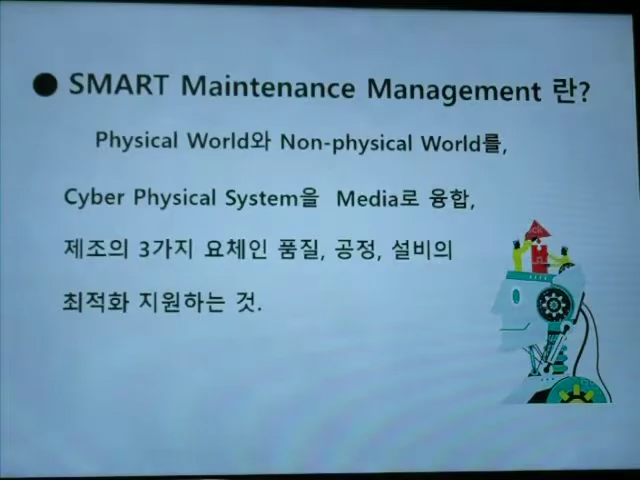 ● SMART Maintenance Management 란?
Physical World와 Non-physical World를,
Cyber Physical System을 Media로 융합,
제조의 3가지 요체인 품질, 공정, 설비의
최적화 지원하는 것.